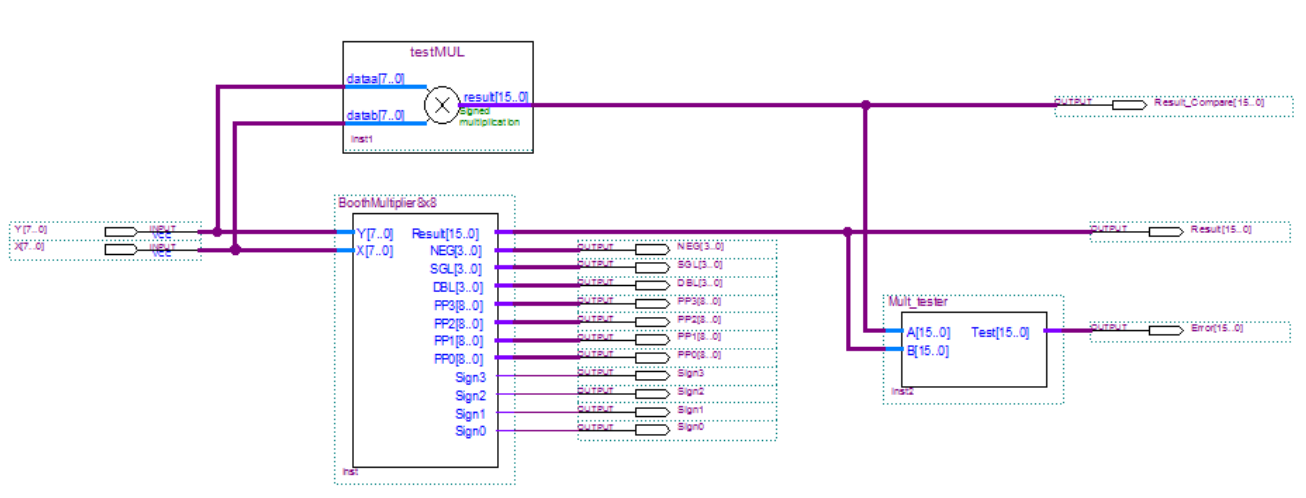 testMUL
dataa[7..0]
result[15..0]
Signed
multiplication
datab[7..0]
inst1
OUTPUT
Result_Compare[15..0]
BoothMultiplier8x8
Y[7..0]
INPUT
VCC
X[7..0]
INPUT
VCC
Y[7..0]
Result[15..0]
OUTPUT
Result[15..0]
X[7..0]
NEG[3..0]
OUTPUT
NEG[3..0]
SGL[3..0]
OUTPUT
SGL[3..0]
DBL[3..0]
OUTPUT
DBL[3..0]
PP3[8..0]
OUTPUT
PP3[8..0]
PP2[8..0]
OUTPUT
PP2[8..0]
PP1[8..0]
OUTPUT
PP1[8..0]
PP0[8..0]
OUTPUT
PP0[8..0]
Sign3
OUTPUT
Sign3
Sign2
OUTPUT
Sign2
Sign1
OUTPUT
Sign1
Sign0
OUTPUT
Sign0
inst
Mult_tester
A[15..0]
Test[15..0]
B[15..0]
inst2
OUTPUT
Error[15..0]